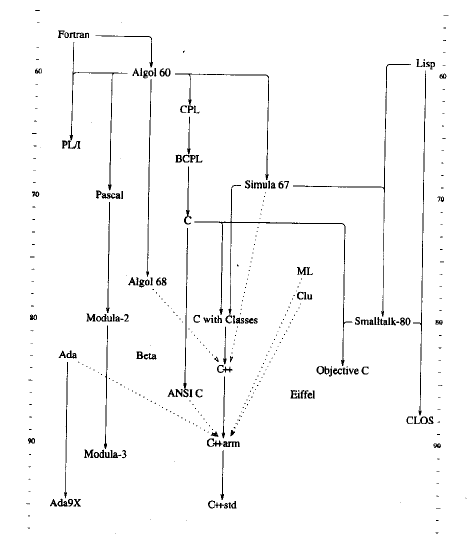 Fortran
Lisp
60
Algol 60
60
CPL
PL/I
BCPL
Simula 67
70
Pascal
70
C
ML
Algol 68
Clu
80
Modula-2
C with Classes
Smalltalk-80
80
Ada
Beta
C++
Objective C
ANSI C
Eiffel
CLOS
90
C++arm
90
Modula-3
Ada9X
C++std